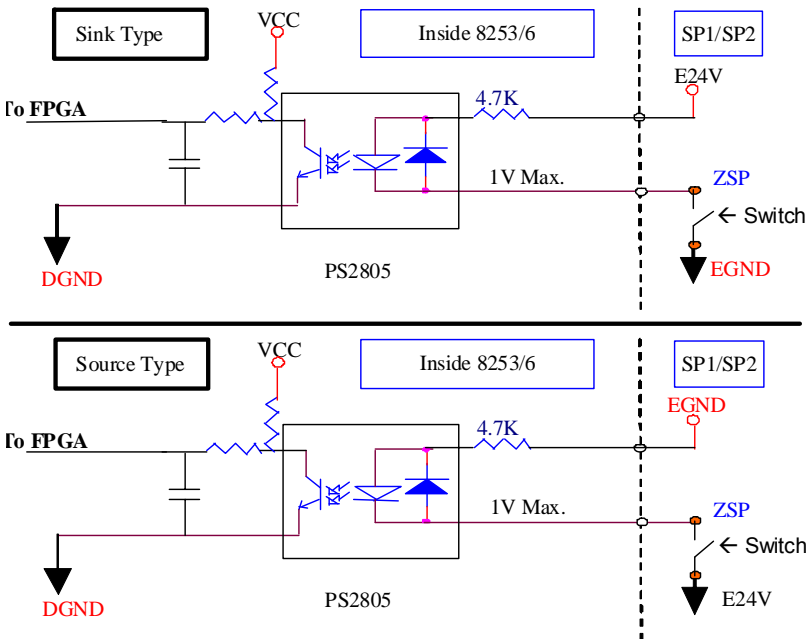 Sink Type
VCC
Inside 8253/6
SP1/SP2
E24V
To FPGA
4.7K
1V Max.
ZSP
← Switch
DGND
PS2805
EGND
Source Type
VCC
Inside 8253/6
SP1/SP2
EGND
To FPGA
4.7K
1V Max.
ZSP
← Switch
DGND
PS2805
E24V